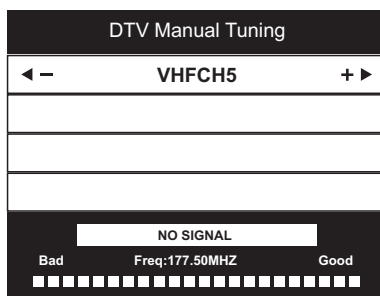 DTV Manual Tuning
◄ − VHFCH5 + ►
NO SIGNAL
Bad Freq:177.50MHZ Good